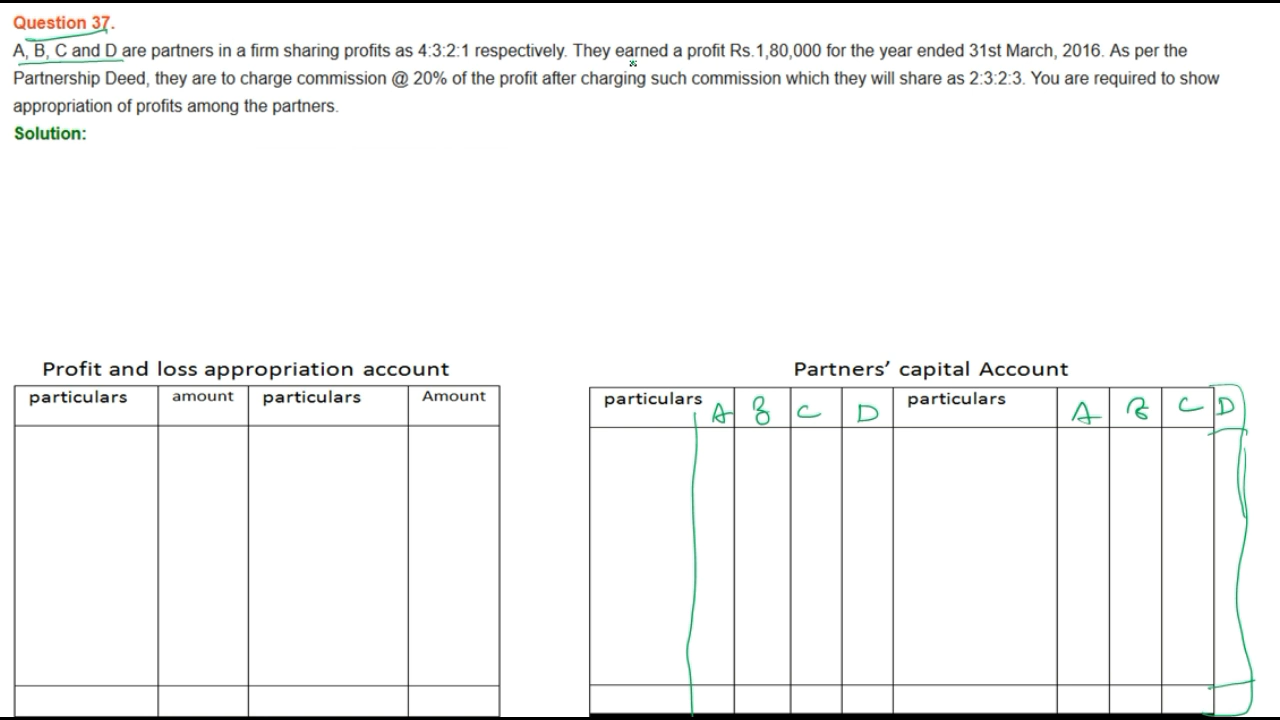 Question 37.
A, B, C and D are partners in a firm sharing profits as 4:3:2:1 respectively. They earned a profit Rs.1,80,000 for the year ended 31st March, 2016. As per the
Partnership Deed, they are to charge commission @ 20% of the profit after charging such commission which they will share as 2:3:2:3. You are required to show
appropriation of profits among the partners.
Solution:
Profit and loss appropriation account
particulars amount particulars Amount
Partners' capital Account
particulars A B C D particulars A B C D